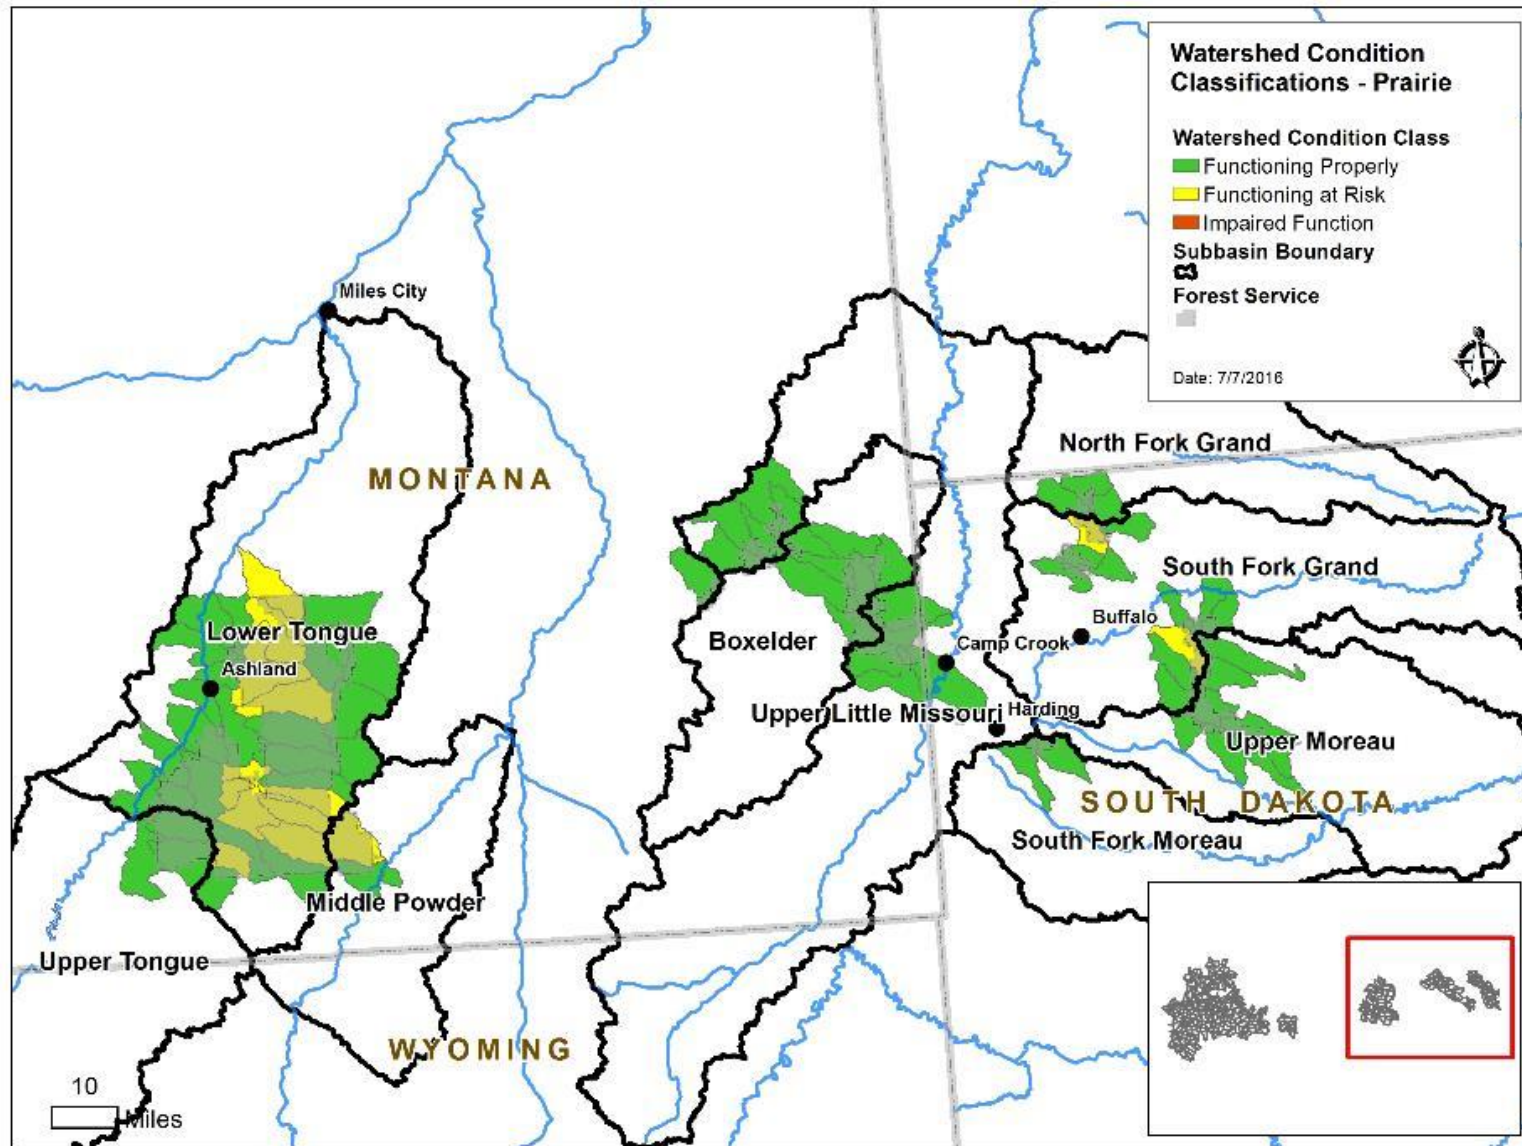 Watershed Condition
Classifications - Prairie
Watershed Condition Class
Functioning Properly
Functioning at Risk
Impaired Function
Subbasin Boundary
Forest Service
Date: 7/7/2016
Miles City
MONTANA
North Fork Grand
South Fork Grand
Lower Tongue
Ashland
Boxelder
Buffalo
Camp Crook
Upper Little Missouri
Harding
Upper Moreau
SOUTH DAKOTA
South Fork Moreau
Middle Powder
Upper Tongue
WYOMING
10
Miles